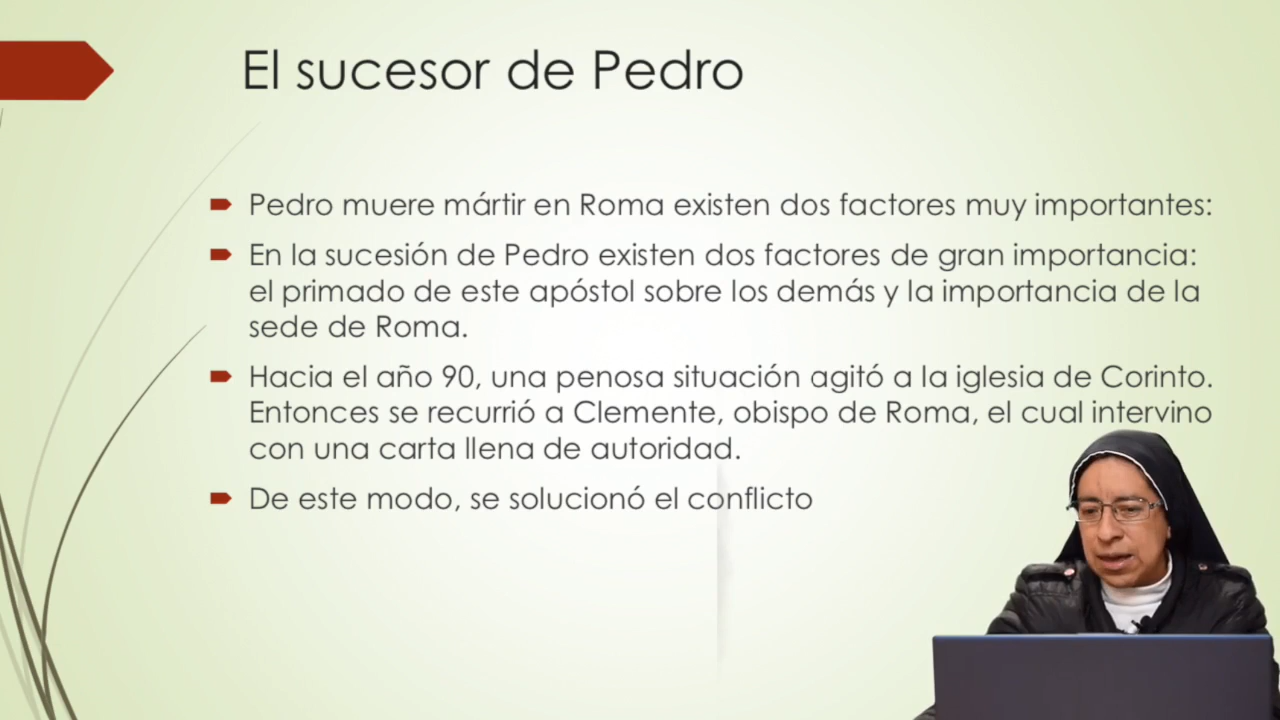 El sucesor de Pedro
Pedro muere mártir en Roma existen dos factores muy importantes:
En la sucesión de Pedro existen dos factores de gran importancia:
el primado de este apóstol sobre los demás y la importancia de la
sede de Roma.
Hacia el año 90, una penosa situación agitó a la iglesia de Corinto.
Entonces se recurrió a Clemente, obispo de Roma, el cual intervino
con una carta llena de autoridad.
De este modo, se solucionó el conflicto